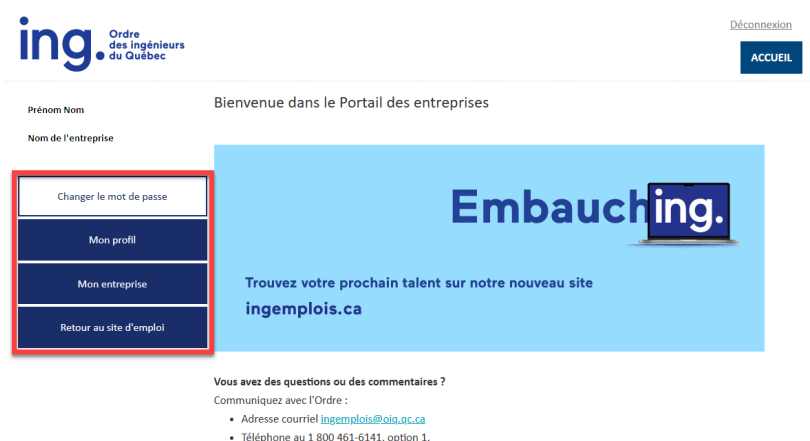 ing.
Ordre
des ingénieurs
du Québec
Déconnexion
ACCUEIL
Prénom Nom
Nom de l'entreprise
Changer le mot de passe
Mon profil
Mon entreprise
Retour au site d'emploi
Bienvenue dans le Portail des entreprises
Embauching.
Trouvez votre prochain talent sur notre nouveau site
ingemplois.ca
Vous avez des questions ou des commentaires ?
Communiquez avec l'Ordre :
• Adresse courriel ingemplois@oiq.qc.ca
• Téléphone au 1 800 461-6141, option 1.